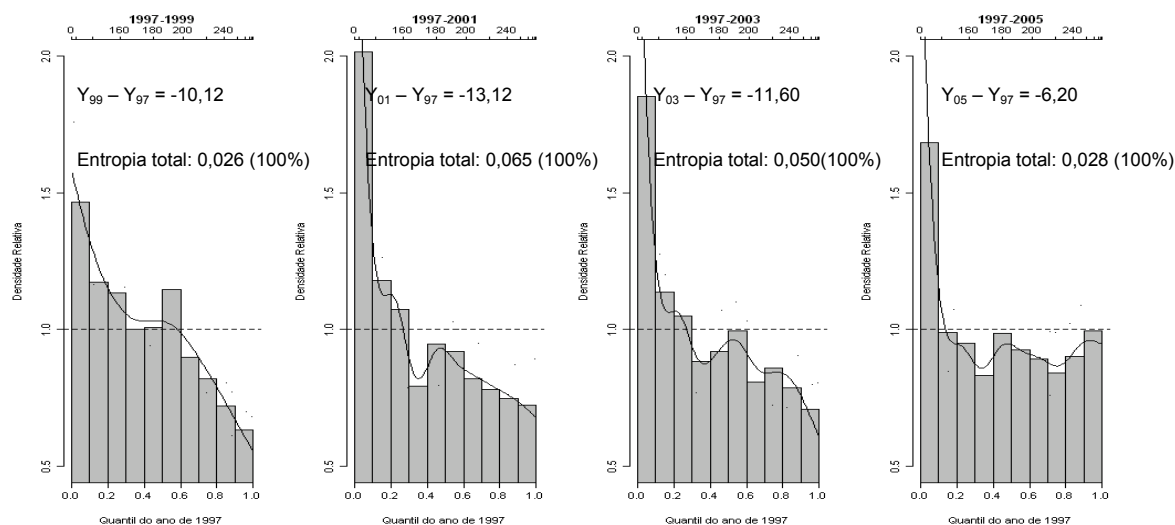 1997-1999
160 180 200
2.0
1.5
1.0
0.5
Densidade Relativa
Y99 – Y97 = -10,12
Entropia total: 0,026 (100%)
0.0 0.2 0.4 0.6 0.8 1.0
Quantil do ano de 1997
1997-2001
0 160 180 200 240
2.0
1.5
1.0
0.5
Densidade Relativa
Y01 – Y97 = -13,12
Entropia total: 0,065 (100%)
0.0 0.2 0.4 0.6 0.8 1.0
Quantil do ano de 1997
1997-2003
0 160 180 200 240
2.0
1.5
1.0
0.5
Densidade Relativa
Y03 – Y97 = -11,60
Entropia total: 0,050(100%)
0.0 0.2 0.4 0.6 0.8 1.0
Quantil do ano de 1997
1997-2005
0 160 180 200 240
2.0
1.5
1.0
0.5
Densidade Relativa
Y05 – Y97 = -6,20
Entropia total: 0,028 (100%)
0.0 0.2 0.4 0.6 0.8 1.0
Quantil do ano de 1997